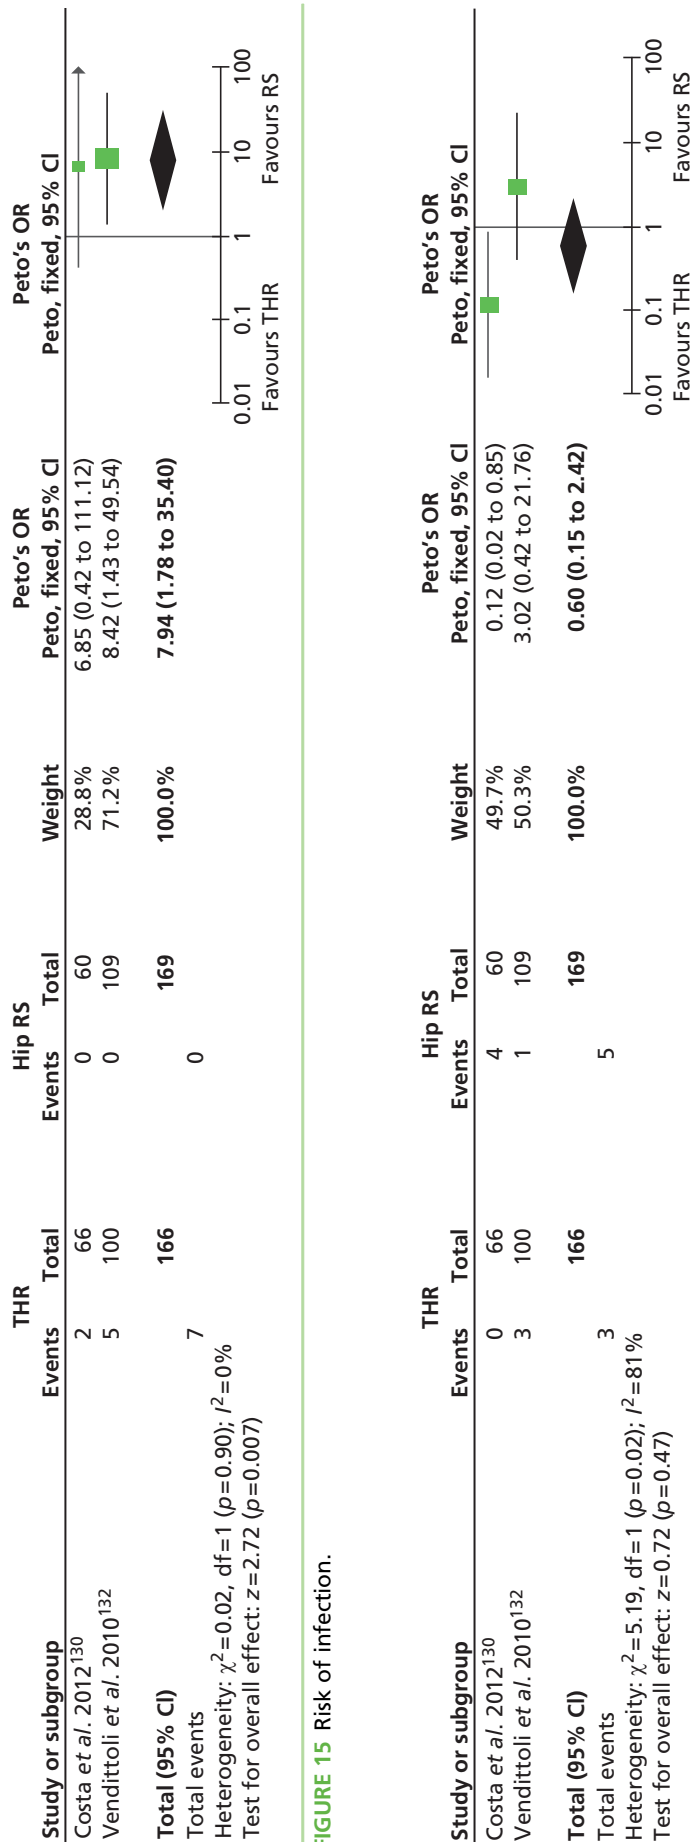 THR Hip RS Peto's OR Peto's OR
Study or subgroup Events Total Events Total Weight Peto, fixed, 95% CI Peto, fixed, 95% CI
Costa et al. 2012130 2 66 0 60 28.8% 6.85 (0.42 to 111.12)
Vendittoli et al. 2010132 5 100 0 109 71.2% 8.42 (1.43 to 49.54)
Total (95% CI) 166 169 100.0% 7.94 (1.78 to 35.40)
Total events 7 0
Heterogeneity: χ2=0.02, df=1 (p=0.90); I2=0%
Test for overall effect: z=2.72 (p=0.007)
0.01 0.1 1 10 100
Favours THR Favours RS
FIGURE 15 Risk of infection.
THR Hip RS Peto's OR Peto's OR
Study or subgroup Events Total Events Total Weight Peto, fixed, 95% CI Peto, fixed, 95% CI
Costa et al. 2012130 0 66 4 60 49.7% 0.12 (0.02 to 0.85)
Vendittoli et al. 2010132 3 100 1 109 50.3% 3.02 (0.42 to 21.76)
Total (95% CI) 166 169 100.0% 0.60 (0.15 to 2.42)
Total events 3 5
Heterogeneity: χ2=5.19, df=1 (p=0.02); I2=81%
Test for overall effect: z=0.72 (p=0.47)
0.01 0.1 1 10 100
Favours THR Favours RS